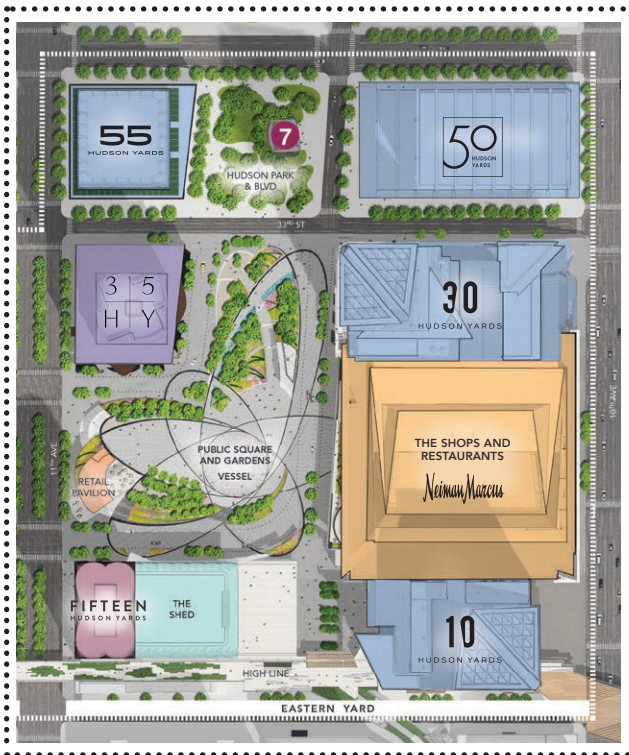 55
HUDSON YARDS
7
HUDSON PARK
& BLVD
50
HUDSON
YARDS
33RD ST
3 5
H Y
30
HUDSON YARDS
10TH AVE
11TH AVE
THE SHOPS AND
RESTAURANTS
Neiman Marcus
PUBLIC SQUARE
AND GARDENS
VESSEL
RETAIL
PAVILION
FIFTEEN
HUDSON YARDS
THE
SHED
10
HUDSON YARDS
HIGH LINE
EASTERN YARD